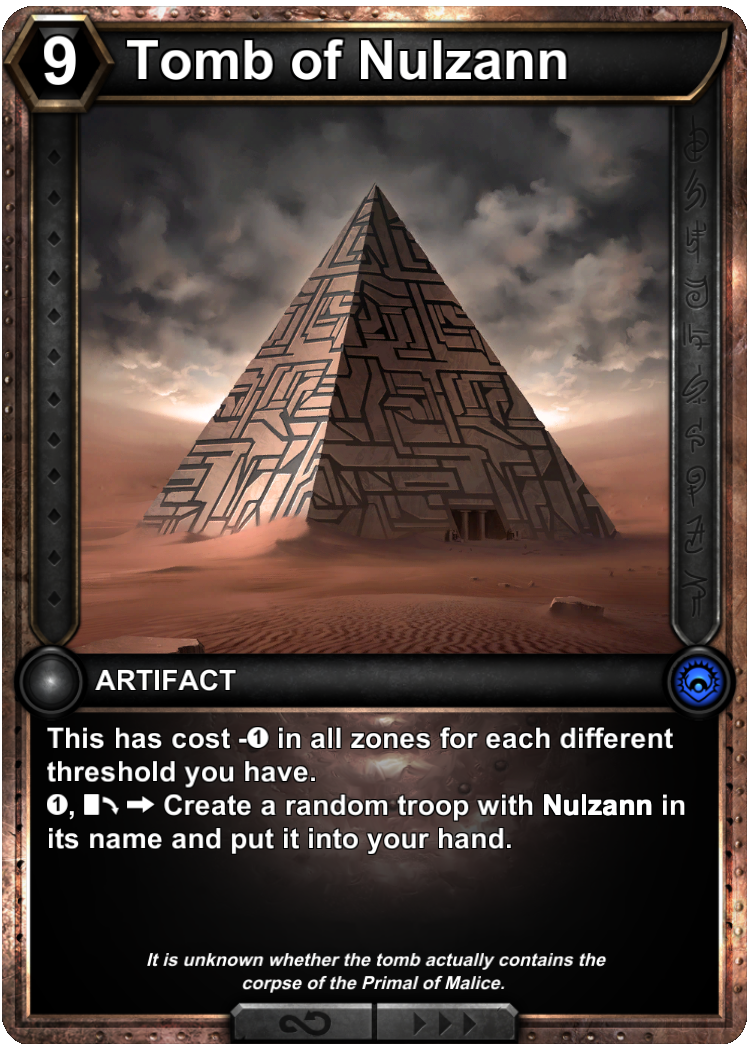 9
Tomb of Nulzann
ARTIFACT
This has cost -❶ in all zones for each different
threshold you have.
❶, ➡ Create a random troop with Nulzann in
its name and put it into your hand.
It is unknown whether the tomb actually contains the
corpse of the Primal of Malice.